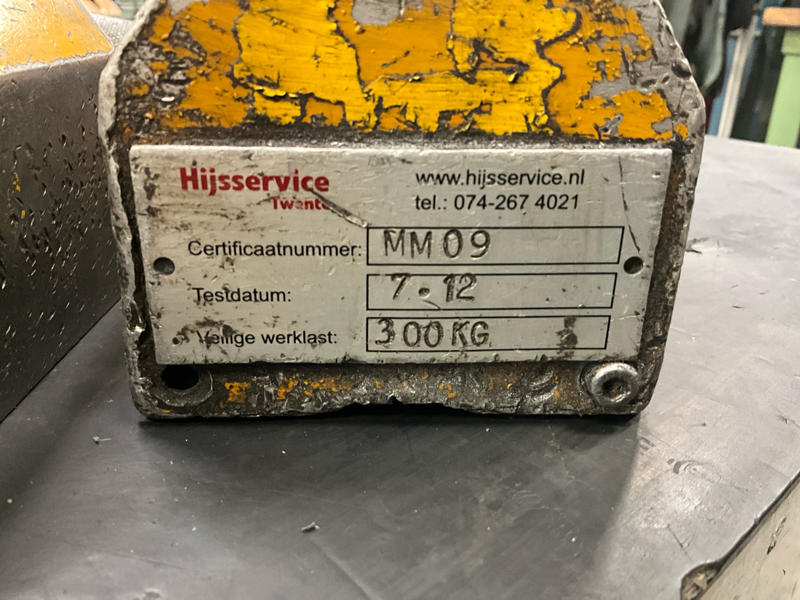 Hijsservice
Twente
www.hijsservice.nl
tel.: 074-267 4021
Certificaatnummer: MM09
Testdatum: 7.12
Veilige werklast: 300KG